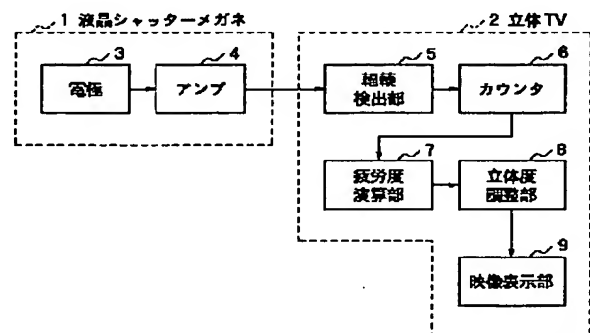 1 液晶シャッターメガネ
2 立体TV
3
電極
4
アンプ
5
輻輳
検出部
6
カウンタ
7
疲労度
演算部
8
立体度
調整部
9
映像表示部